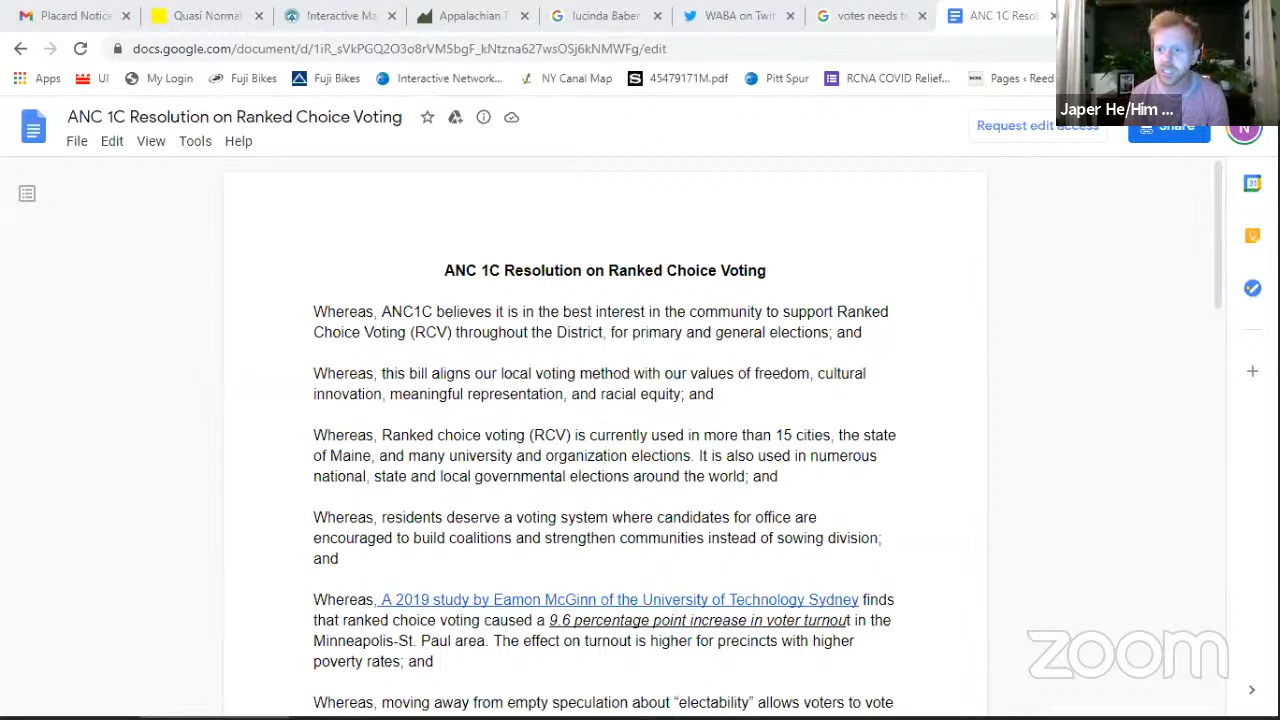 Placard Notice
Quasi Norma
Interactive Ma
Appalachian
lucinda Baber
WABA on Twit
votes needs to
ANC 1C Resol
docs.google.com/document/d/1iR_sVkPGQ2O3o8rVM5bgF_kNtzna627wsOSj6kNMWFg/edit
Apps
UI
My Login
Fuji Bikes
Fuji Bikes
Interactive Network...
NY Canal Map
45479171M.pdf
Pitt Spur
RCNA COVID Relief...
Pages ‹ Reed
Japer He/Him ...
ANC 1C Resolution on Ranked Choice Voting
File Edit View Tools Help
Request edit access
Share
N
31
ANC 1C Resolution on Ranked Choice Voting
Whereas, ANC1C believes it is in the best interest in the community to support Ranked
Choice Voting (RCV) throughout the District, for primary and general elections; and
Whereas, this bill aligns our local voting method with our values of freedom, cultural
innovation, meaningful representation, and racial equity; and
Whereas, Ranked choice voting (RCV) is currently used in more than 15 cities, the state
of Maine, and many university and organization elections. It is also used in numerous
national, state and local governmental elections around the world; and
Whereas, residents deserve a voting system where candidates for office are
encouraged to build coalitions and strengthen communities instead of sowing division;
and
Whereas, A 2019 study by Eamon McGinn of the University of Technology Sydney finds
that ranked choice voting caused a 9.6 percentage point increase in voter turnout in the
Minneapolis-St. Paul area. The effect on turnout is higher for precincts with higher
poverty rates; and
Whereas, moving away from empty speculation about “electability” allows voters to vote
zoom